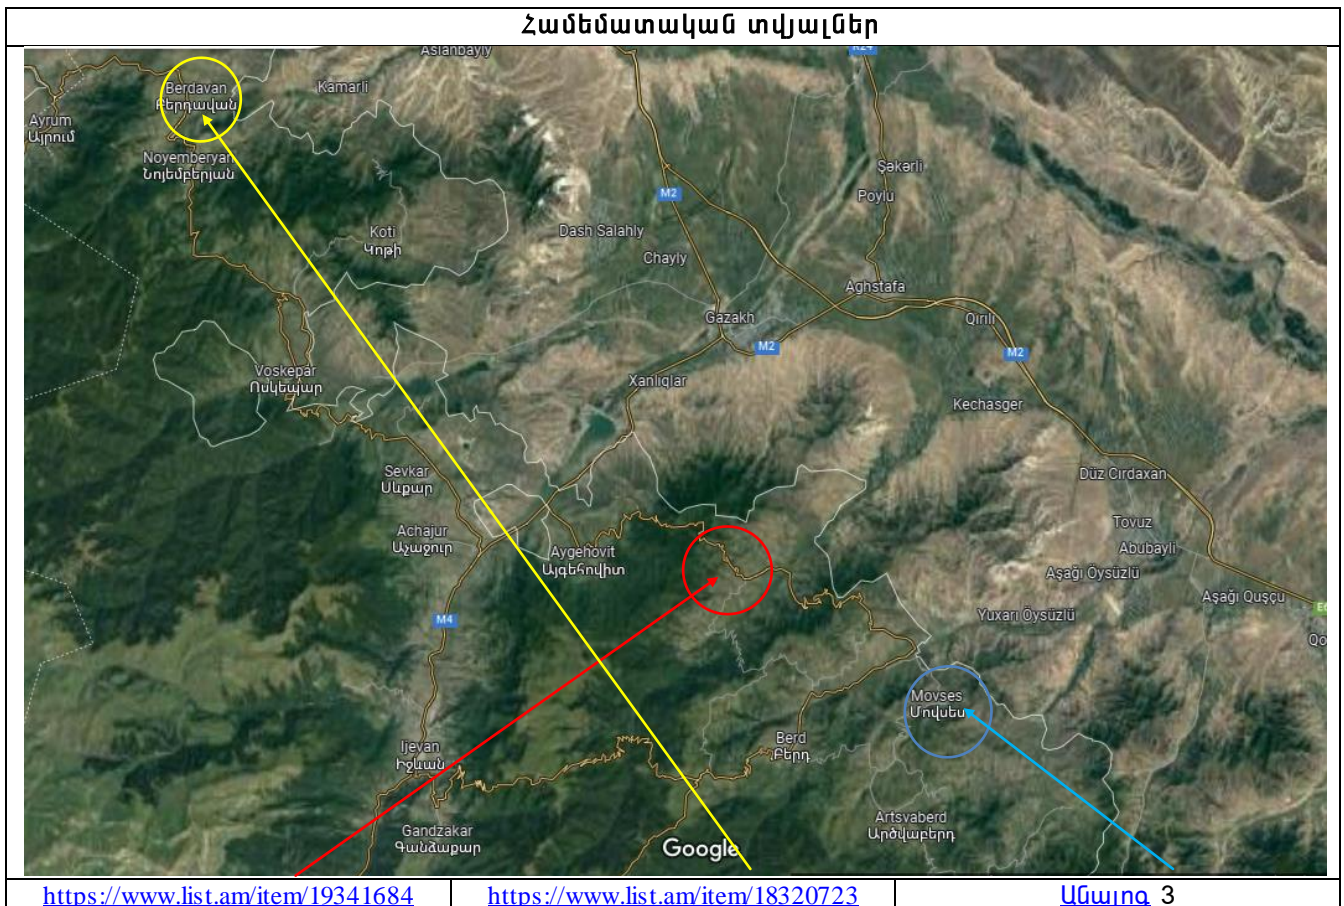 Համեմատական տվյալներ
Aslanbayly
R24
Berdavan
Բերդավան
Kamarli
Ayrum
Այրում
Noyemberyan
Նոյեմբերյան
Şəkərli
M2
Poylu
Koti
Կոթի
Dash Salahly
Chayly
Aghstafa
Gazakh
Qırılı
M2
M2
Voskepar
Ոսկեպար
Xanlıqlar
Kechasger
Sevkar
Սևքար
Düz Cırdaxan
Tovuz
Achajur
Աչաջուր
Aygehovit
Այգեհովիտ
Abubayli
Aşağı Öysüzlü
Aşağı Quşçu
M4
Yuxarı Öysüzlü
Qo
Movses
Մովսես
Ijevan
Իջևան
Berd
Բերդ
Gandzakar
Գանձաքար
Google
Artsvaberd
Արծվաբերդ
https://www.list.am/item/19341684
https://www.list.am/item/18320723
Անալոգ 3